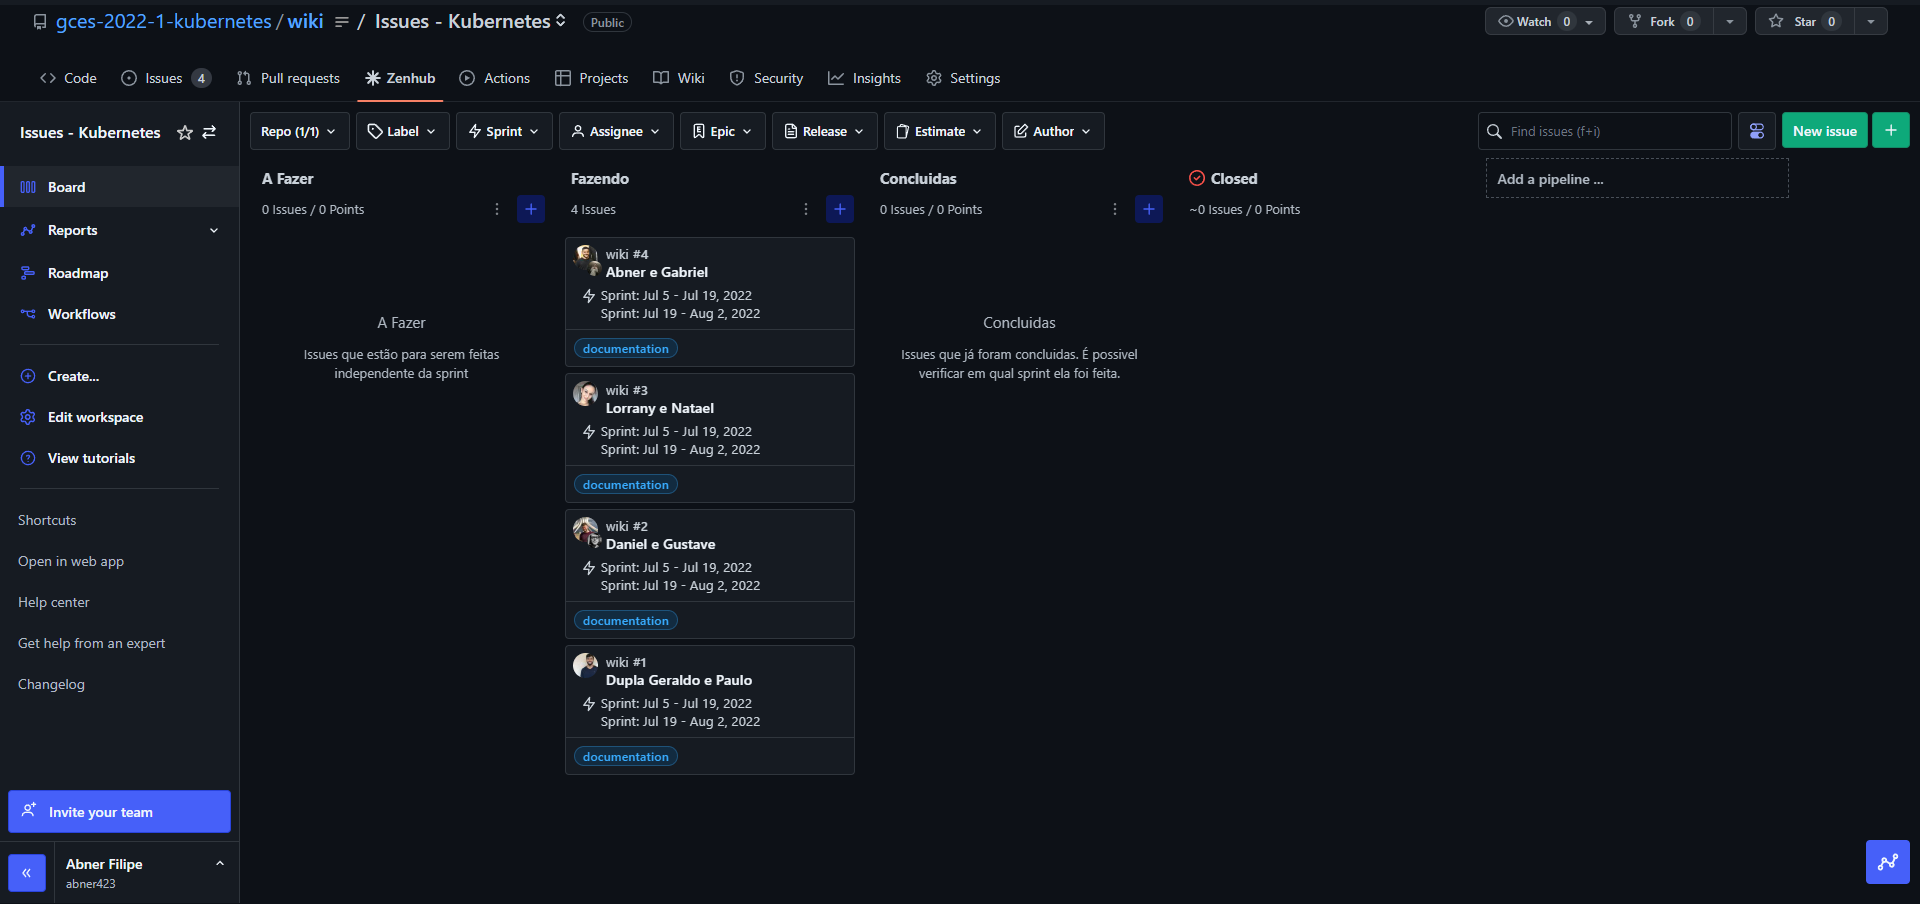 gces-2022-1-kubernetes / wiki / Issues - Kubernetes Public
Watch 0 Fork 0 Star 0
Code Issues 4 Pull requests Zenhub Actions Projects Wiki Security Insights Settings
Issues - Kubernetes
Board
Reports
Roadmap
Workflows
Create...
Edit workspace
View tutorials
Shortcuts
Open in web app
Help center
Get help from an expert
Changelog
Invite your team
«
Abner Filipe
abner423
Repo (1/1) Label Sprint Assignee Epic Release Estimate Author
Find issues (f+i)
New issue +
A Fazer
0 Issues / 0 Points
+
A Fazer
Issues que estão para serem feitas
independente da sprint
Fazendo
4 Issues
+
wiki #4
Abner e Gabriel
Sprint: Jul 5 - Jul 19, 2022
Sprint: Jul 19 - Aug 2, 2022
documentation
wiki #3
Lorrany e Natael
Sprint: Jul 5 - Jul 19, 2022
Sprint: Jul 19 - Aug 2, 2022
documentation
wiki #2
Daniel e Gustave
Sprint: Jul 5 - Jul 19, 2022
Sprint: Jul 19 - Aug 2, 2022
documentation
wiki #1
Dupla Geraldo e Paulo
Sprint: Jul 5 - Jul 19, 2022
Sprint: Jul 19 - Aug 2, 2022
documentation
Concluidas
0 Issues / 0 Points
+
Concluidas
Issues que já foram concluidas. É possivel
verificar em qual sprint ela foi feita.
Closed
~0 Issues / 0 Points
Add a pipeline ...